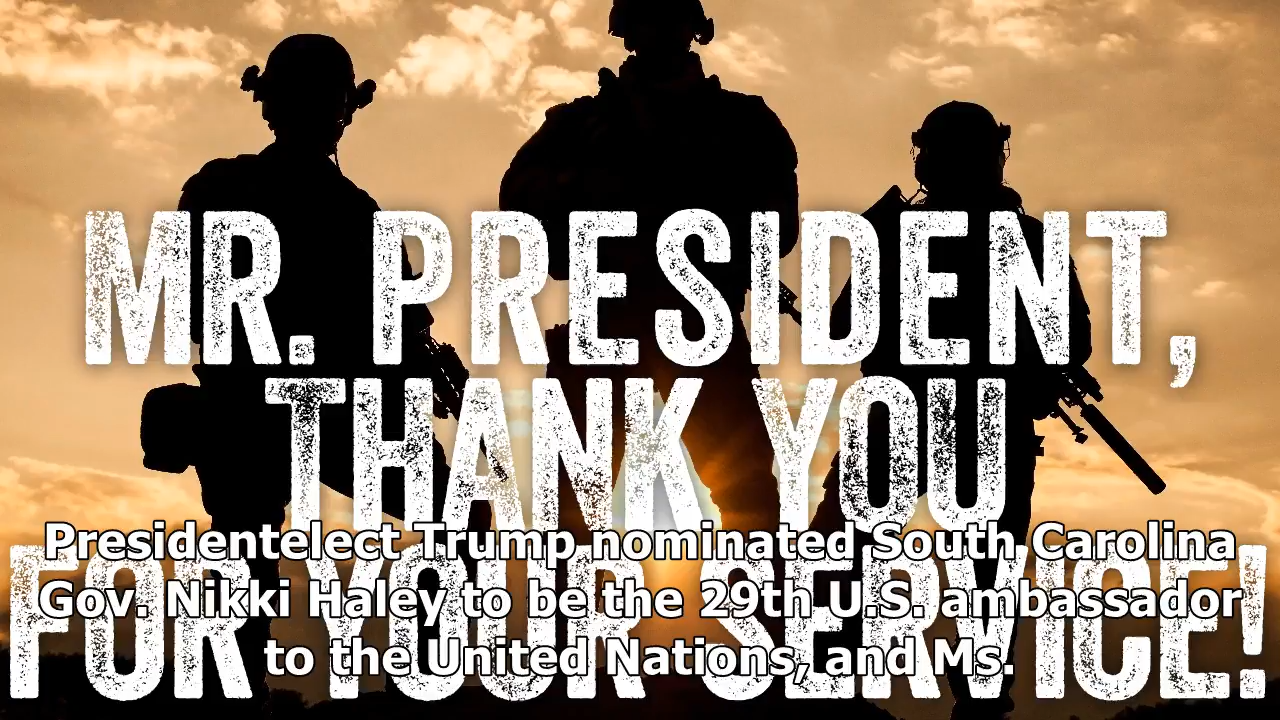 MR. PRESIDENT,
THANK YOU
FOR YOUR SERVICE!
Presidentelect Trump nominated South Carolina
Gov. Nikki Haley to be the 29th U.S. ambassador
to the United Nations, and Ms.